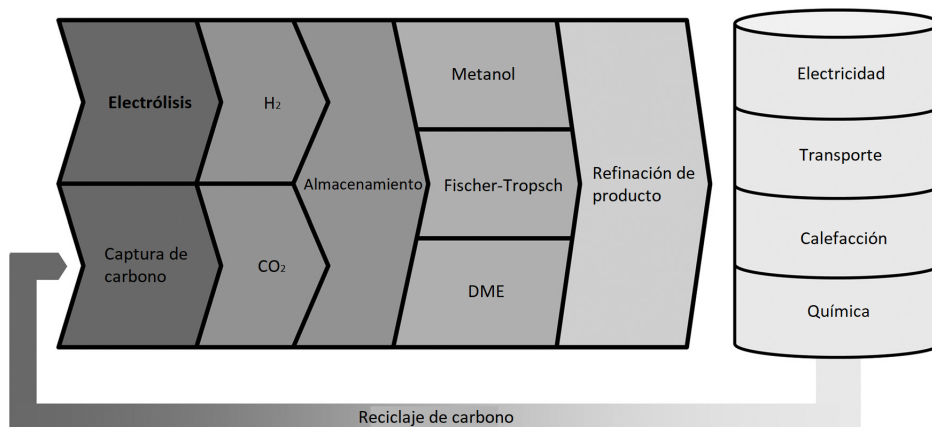 Electrólisis
H2
Captura de
carbono
CO2
Almacenamiento
Metanol
Fischer-Tropsch
DME
Refinación de
producto
Electricidad
Transporte
Calefacción
Química
Reciclaje de carbono